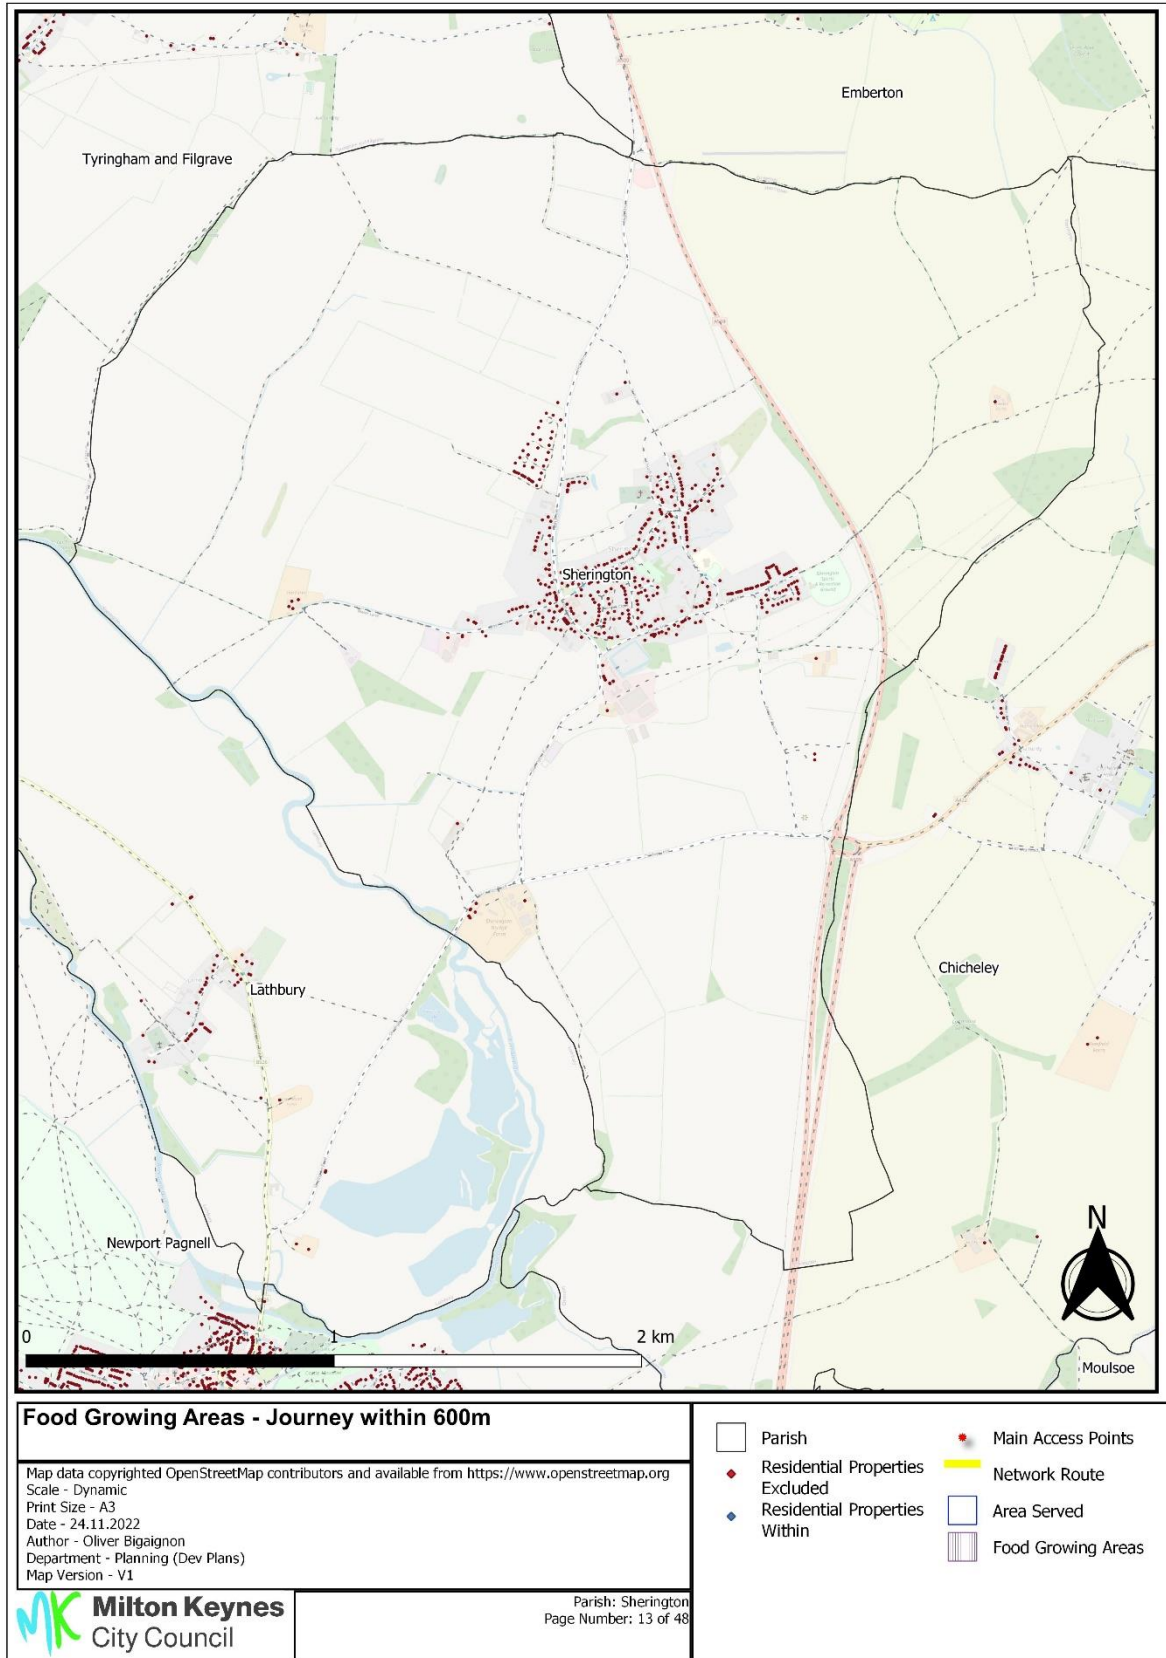 Emberton
Tyringham and Filgrave
Sherington
Chicheley
Lathbury
Newport Pagnell
N
0 1 2 km
Moulsoe
Food Growing Areas - Journey within 600m
Map data copyrighted OpenStreetMap contributors and available from https://www.openstreetmap.org
Scale - Dynamic
Print Size - A3
Date - 24.11.2022
Author - Oliver Bigaignon
Department - Planning (Dev Plans)
Map Version - V1
MK Milton Keynes
City Council
Parish: Sherington
Page Number: 13 of 48
Parish
Residential Properties
Excluded
Residential Properties
Within
Main Access Points
Network Route
Area Served
Food Growing Areas